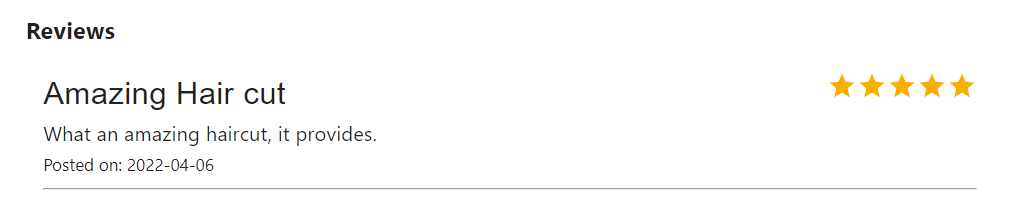 Reviews
Amazing Hair cut
What an amazing haircut, it provides.
Posted on: 2022-04-06